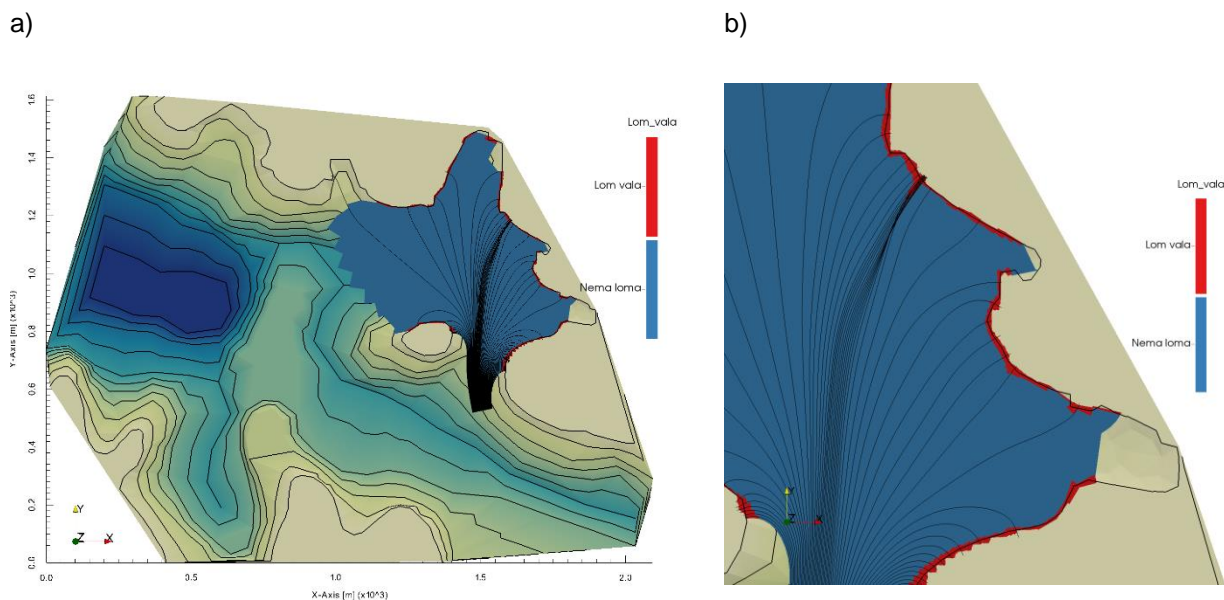 a)
b)
1.6
1.4
1.2
1.0
0.8
0.6
0.4
0.2
0.0
Y-Axis [m] (x10^3)
0.0
0.5
1.0
1.5
2.0
X-Axis [m] (x10^3)
Y
Z
X
Lom_vala
Lom vala
Nema loma
Y
Z
X
Lom_vala
Lom vala
Nema loma